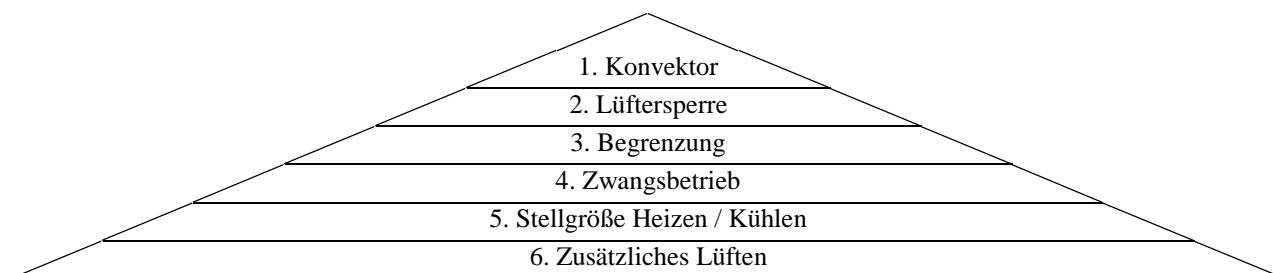 1. Konvektor
2. Lüftersperre
3. Begrenzung
4. Zwangsbetrieb
5. Stellgröße Heizen / Kühlen
6. Zusätzliches Lüften